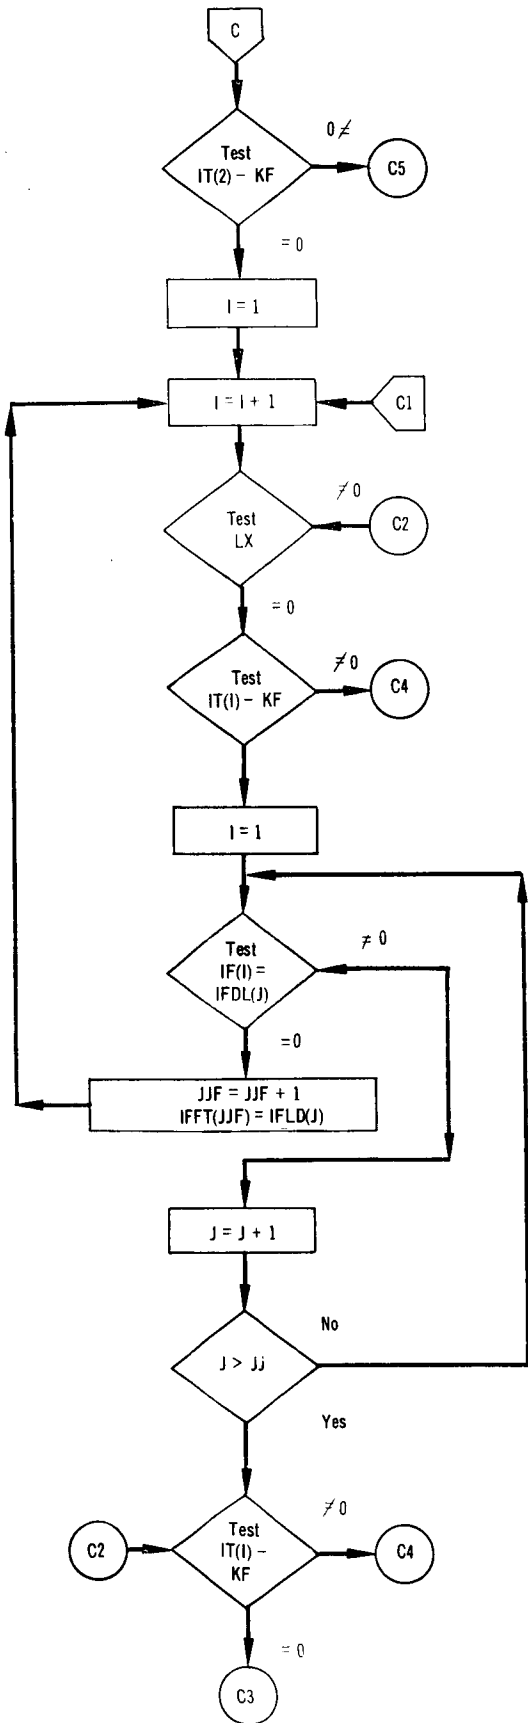 C
Test
IT(2) - KF
0 ≠
C5
= 0
I = 1
I = I + 1
C1
Test
LX
≠ 0
C2
= 0
Test
IT(I) - KF
≠ 0
C4
I = 1
Test
IF(I) =
IFDL(J)
≠ 0
=0
JJF = JJF + 1
IFFT(JJF) = IFLD(J)
J = J + 1
No
J > Jj
Yes
C2
Test
IT(I) -
KF
≠0
C4
= 0
C3